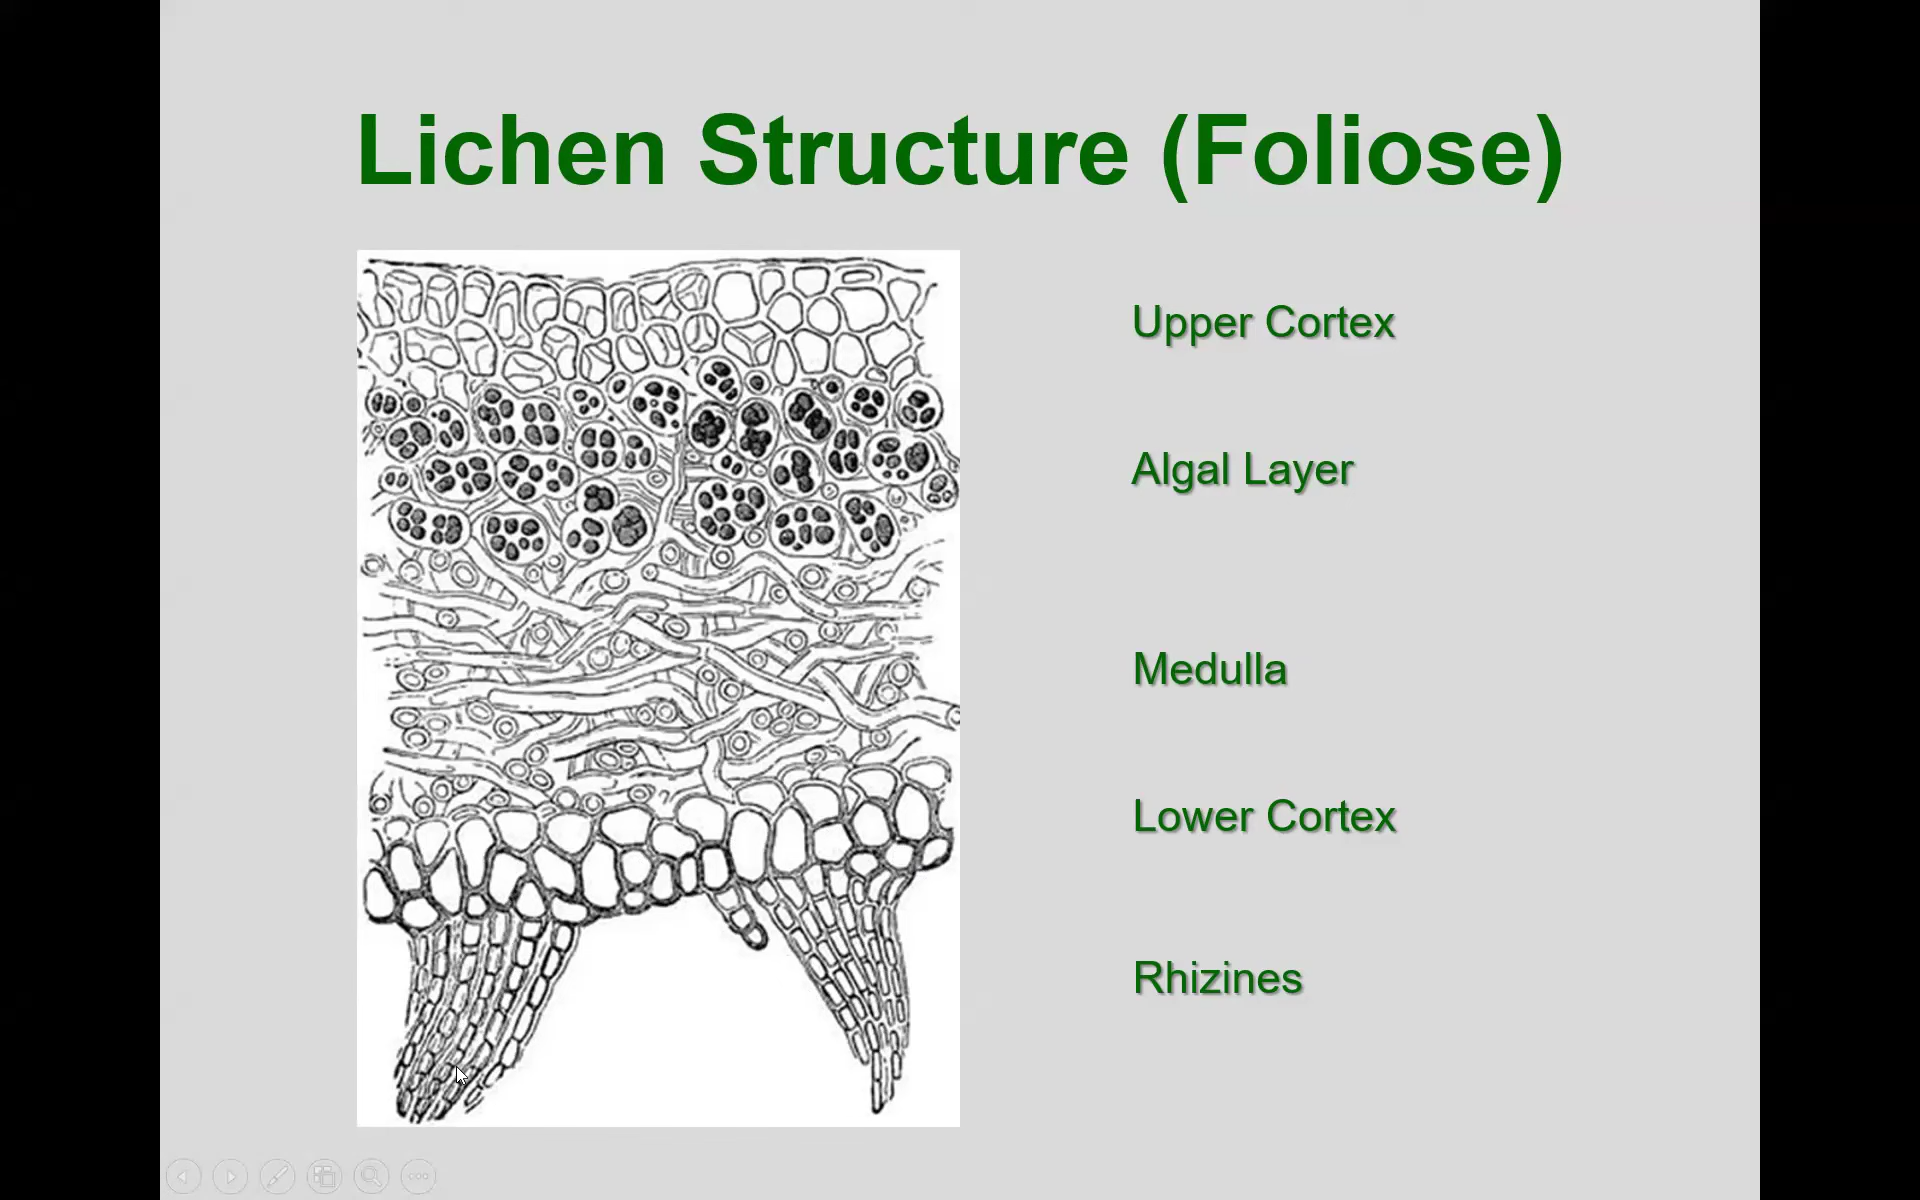 Lichen Structure (Foliose)
Upper Cortex
Algal Layer
Medulla
Lower Cortex
Rhizines